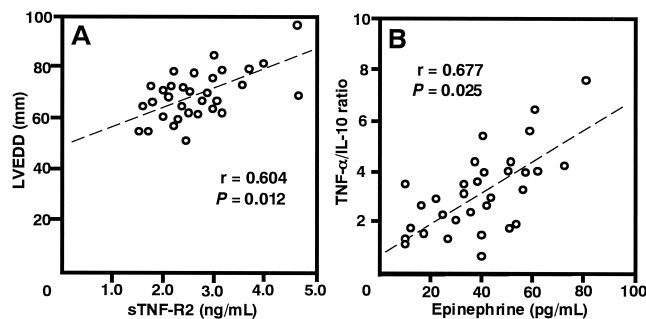 A
100
80
60
40
20
0
1.0
2.0
3.0
4.0
5.0
LVEDD (mm)
sTNF-R2 (ng/mL)
r = 0.604
P = 0.012
B
10
8
6
4
2
0
20
40
60
80
100
TNF-α/IL-10 ratio
Epinephrine (pg/mL)
r = 0.677
P = 0.025